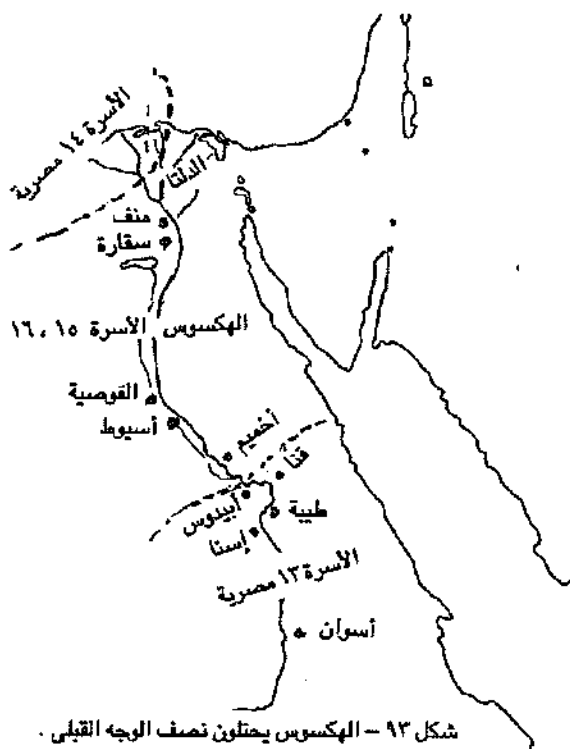 الأسرة ١٤ مصرية
الدلتا
منف
سقارة
الهكسوس الأسرة ١٥ ، ١٦
القوصية
أسيوط
أخميم
قنا
أبيدوس
طيبة
إسنا
الأسرة ١٣ مصرية
أسوان
شكل ٩٣ – الهكسوس يحتلون نصف الوجه القبلى .